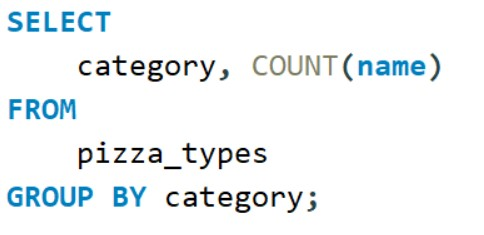 SELECT
    category, COUNT(name)
FROM
    pizza_types
GROUP BY category;